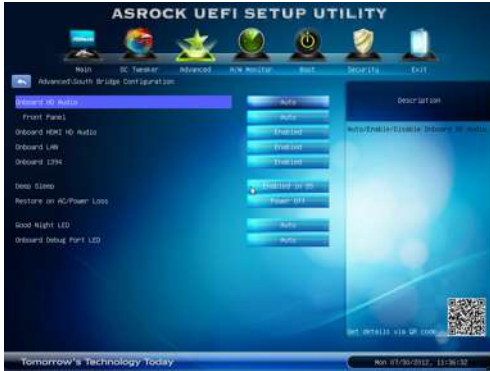 ASROCK UEFI SETUP UTILITY
Main OC Tweaker Advanced H/W Monitor Boot Security Exit
Advanced\South Bridge Configuration
Onboard HD Audio Auto
Front Panel Auto
Onboard HDMI HD Audio Enabled
Onboard LAN Enabled
Onboard 1394 Enabled
Deep Sleep Enabled in S5
Restore on AC/Power Loss Power Off
Good Night LED Auto
Onboard Debug Port LED Auto
Description
Auto/Enable/Disable Onboard HD Audio
Get details via QR code
Tomorrow's Technology Today
Mon 07/30/2012, 11:36:32